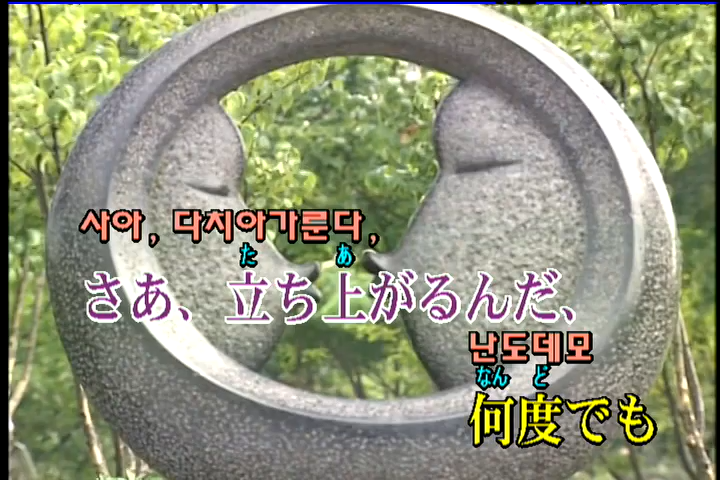 사아, 다치아가룬다,
た あ
さあ、立ち上がるんだ、
난도데모
なん ど
何度でも